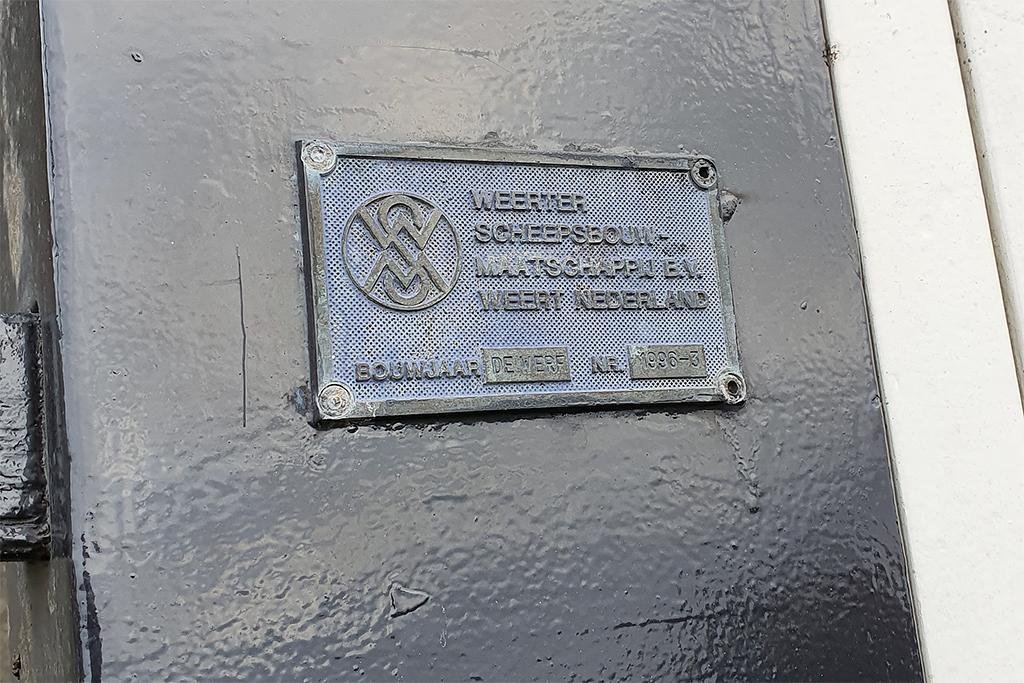 WEERTER
SCHEEPSBOUW-
MAATSCHAPPIJ B.V.
WEERT NEDERLAND
BOUWJAAR DE WERF NR. 1996-3